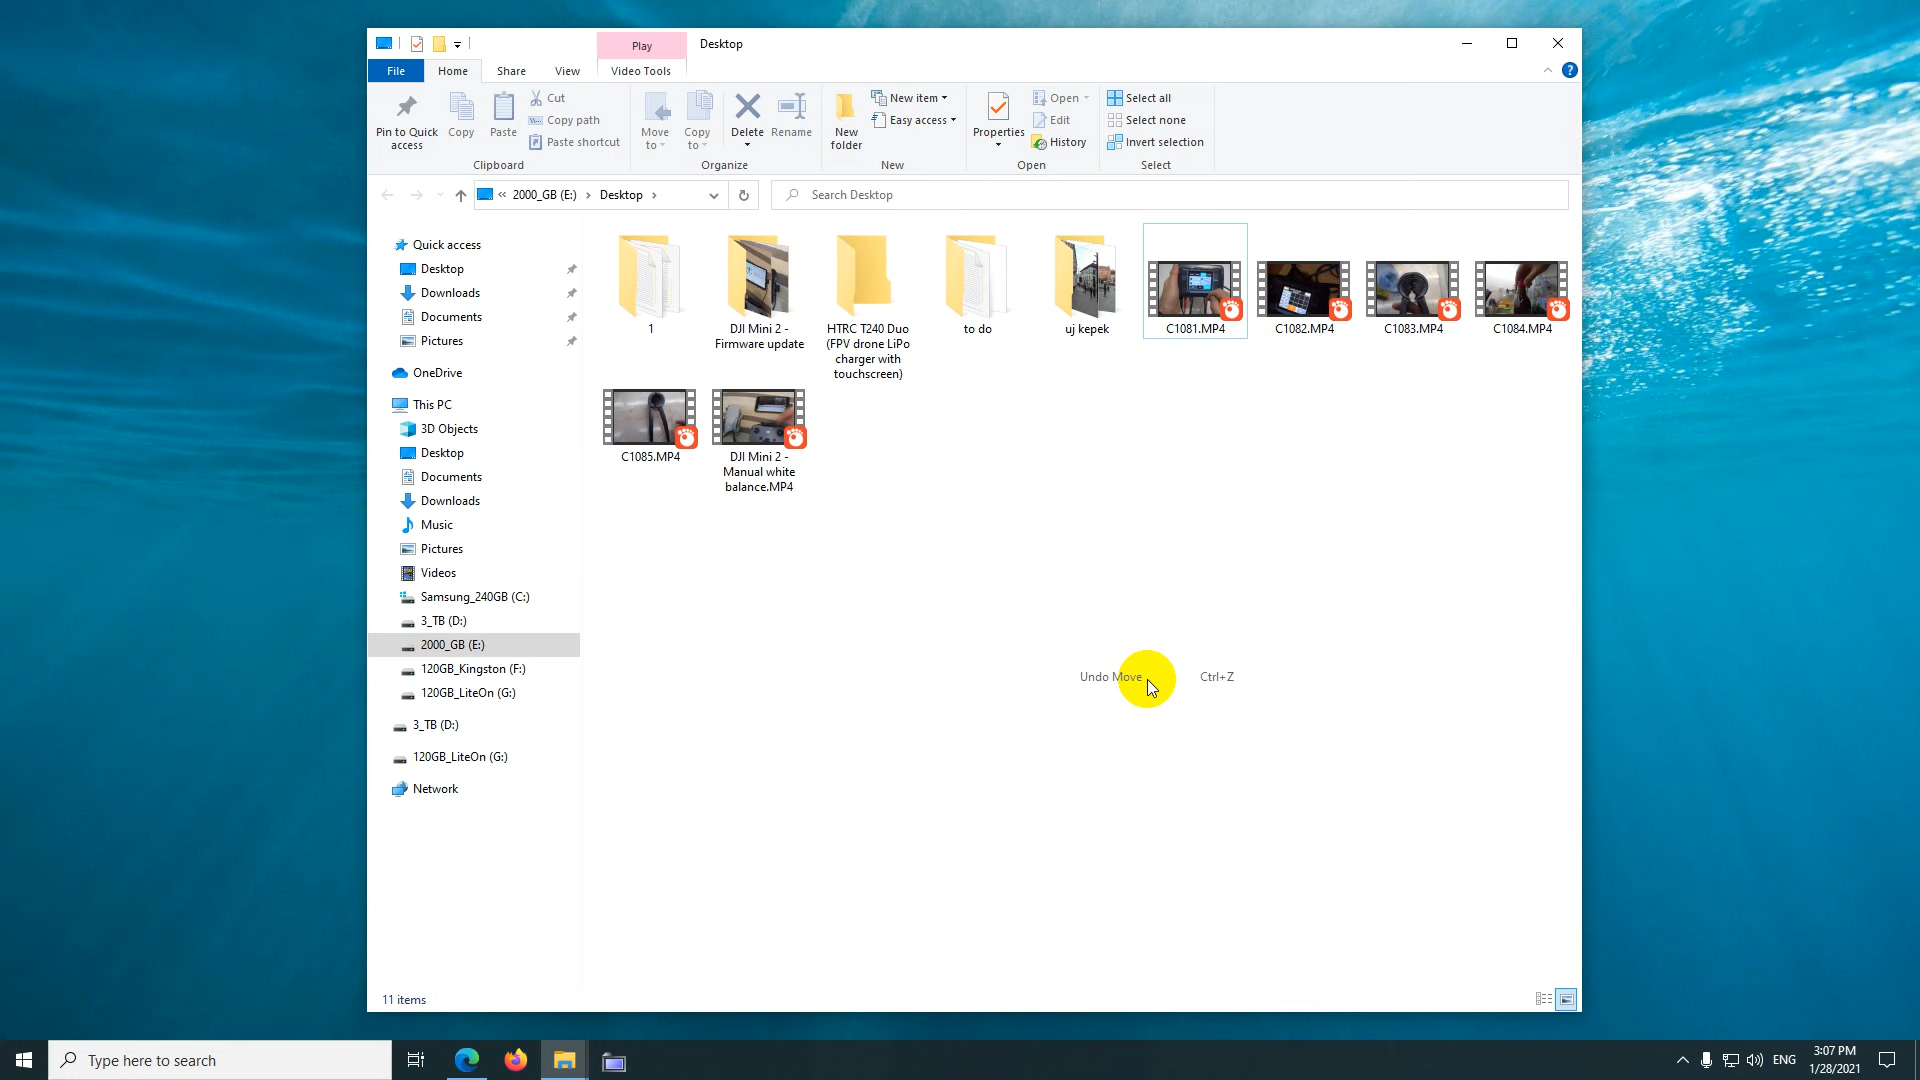 Play
Desktop
File
Home
Share
View
Video Tools
Pin to Quick
access
Copy
Paste
Cut
Copy path
Paste shortcut
Clipboard
Move
to
Copy
to
Delete
Rename
Organize
New
folder
New item
Easy access
New
Properties
Open
Edit
History
Open
Select all
Select none
Invert selection
Select
« 2000_GB (E:) › Desktop ›
Search Desktop
Quick access
Desktop
Downloads
Documents
Pictures
OneDrive
This PC
3D Objects
Desktop
Documents
Downloads
Music
Pictures
Videos
Samsung_240GB (C:)
3_TB (D:)
2000_GB (E:)
120GB_Kingston (F:)
120GB_LiteOn (G:)
3_TB (D:)
120GB_LiteOn (G:)
Network
1
DJI Mini 2 -
Firmware update
HTRC T240 Duo
(FPV drone LiPo
charger with
touchscreen)
to do
uj kepek
C1081.MP4
C1082.MP4
C1083.MP4
C1084.MP4
C1085.MP4
DJI Mini 2 -
Manual white
balance.MP4
Undo Move Ctrl+Z
11 items
Type here to search
ENG
3:07 PM
1/28/2021